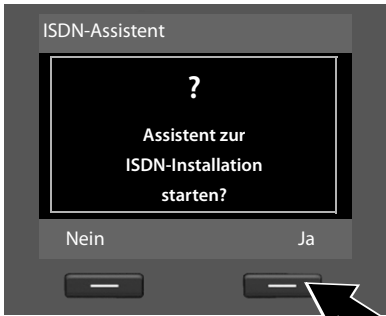 ISDN-Assistent
?
Assistent zur
ISDN-Installation
starten?
Nein Ja